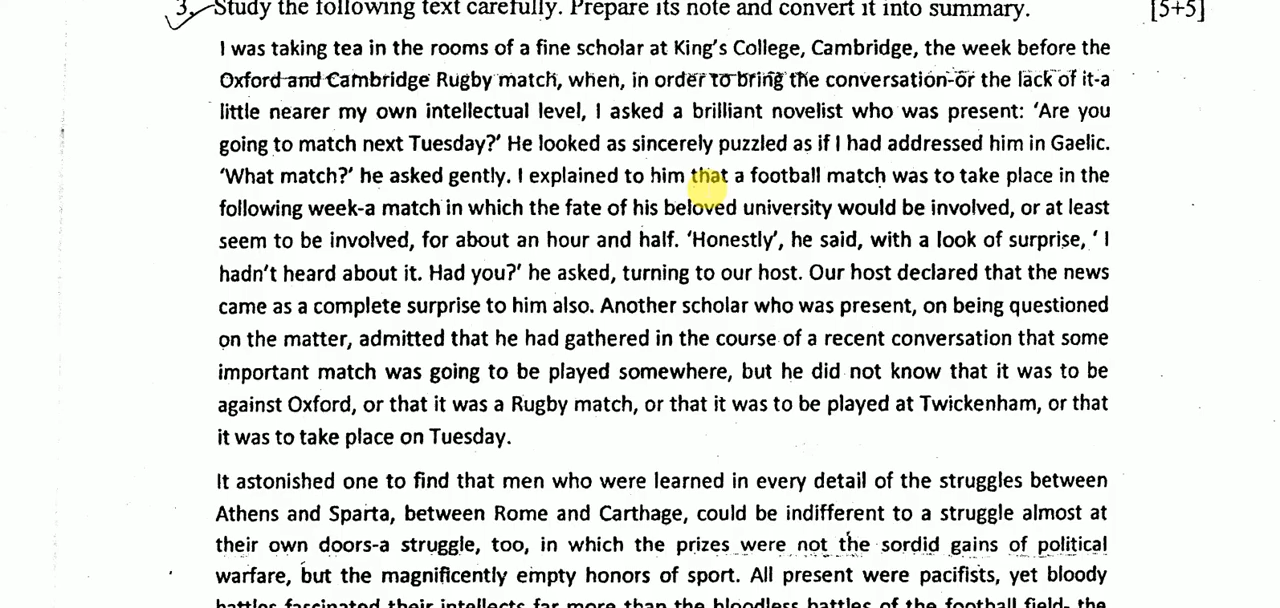 3. Study the following text carefully. Prepare its note and convert it into summary. [5+5]
I was taking tea in the rooms of a fine scholar at King's College, Cambridge, the week before the
Oxford and Cambridge Rugby match, when, in order to bring the conversation-or the lack of it-a
little nearer my own intellectual level, I asked a brilliant novelist who was present: 'Are you
going to match next Tuesday?' He looked as sincerely puzzled as if I had addressed him in Gaelic.
'What match?' he asked gently. I explained to him that a football match was to take place in the
following week-a match in which the fate of his beloved university would be involved, or at least
seem to be involved, for about an hour and half. 'Honestly', he said, with a look of surprise, ' I
hadn't heard about it. Had you?' he asked, turning to our host. Our host declared that the news
came as a complete surprise to him also. Another scholar who was present, on being questioned
on the matter, admitted that he had gathered in the course of a recent conversation that some
important match was going to be played somewhere, but he did not know that it was to be
against Oxford, or that it was a Rugby match, or that it was to be played at Twickenham, or that
it was to take place on Tuesday.
It astonished one to find that men who were learned in every detail of the struggles between
Athens and Sparta, between Rome and Carthage, could be indifferent to a struggle almost at
their own doors-a struggle, too, in which the prizes were not the sordid gains of political
warfare, but the magnificently empty honors of sport. All present were pacifists, yet bloody
battles fascinated their intellects far more than the bloodless battles of the football field- the